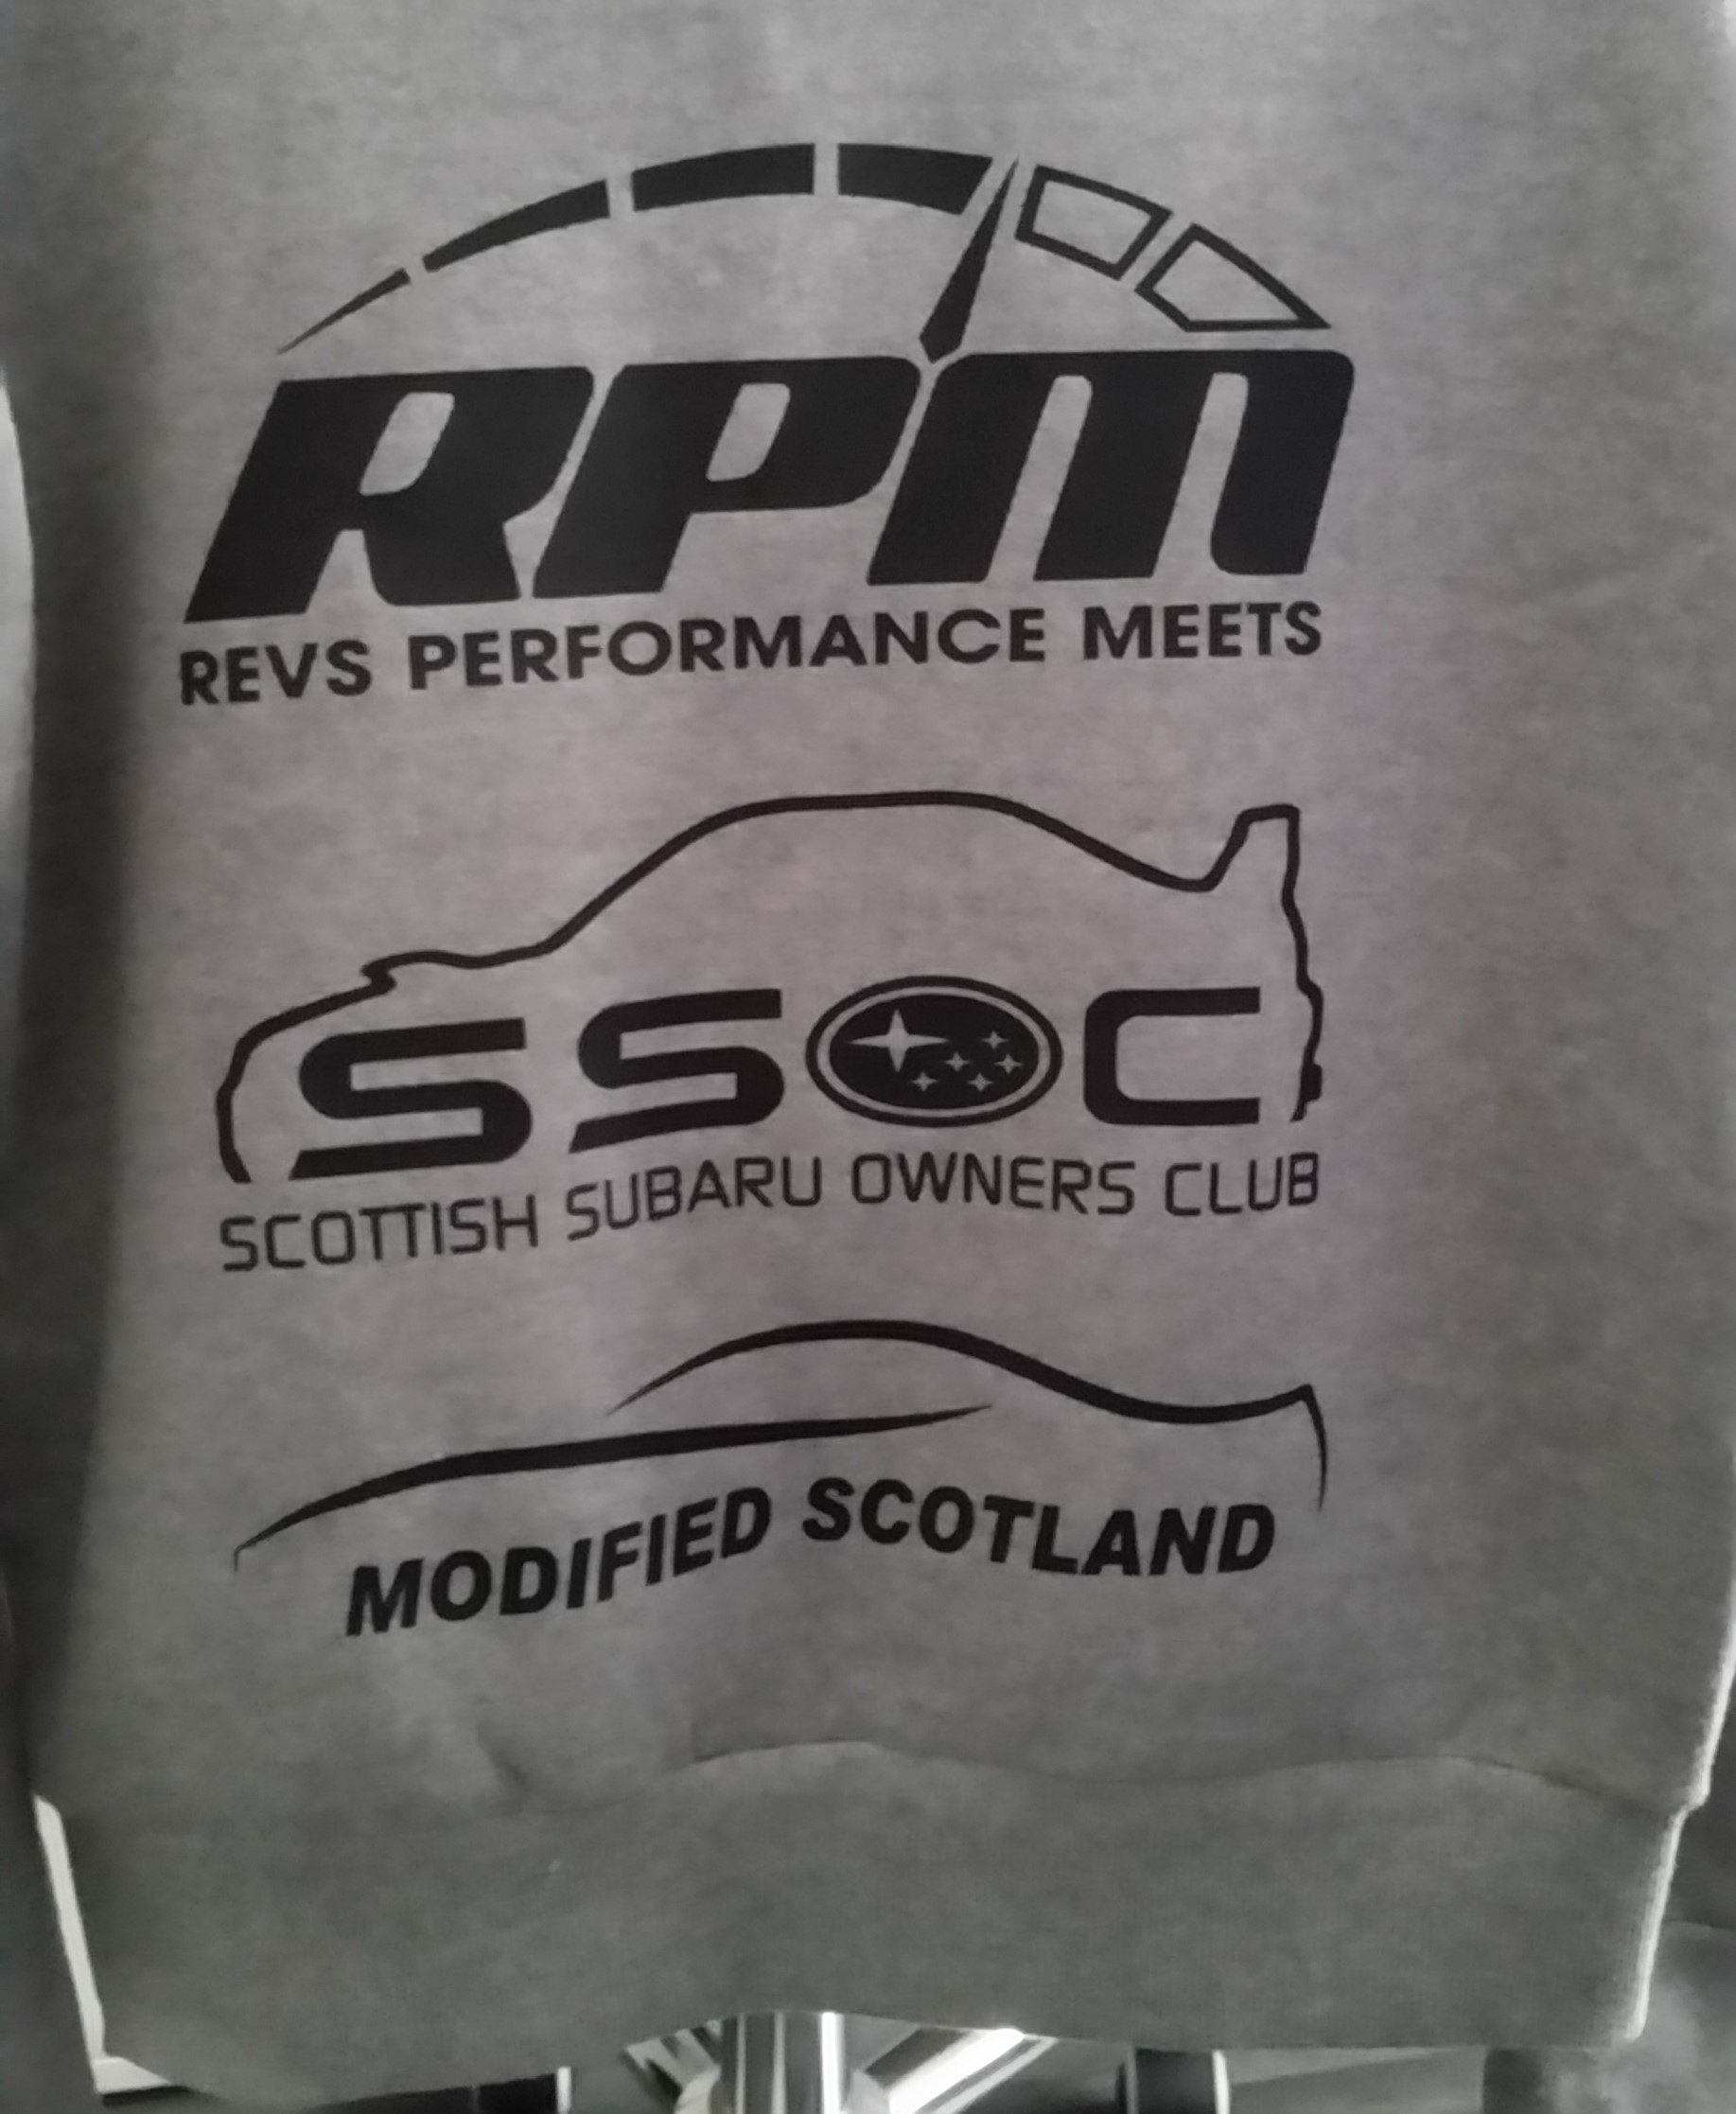 RPM
REVS PERFORMANCE MEETS
SSOC
SCOTTISH SUBARU OWNERS CLUB
MODIFIED SCOTLAND